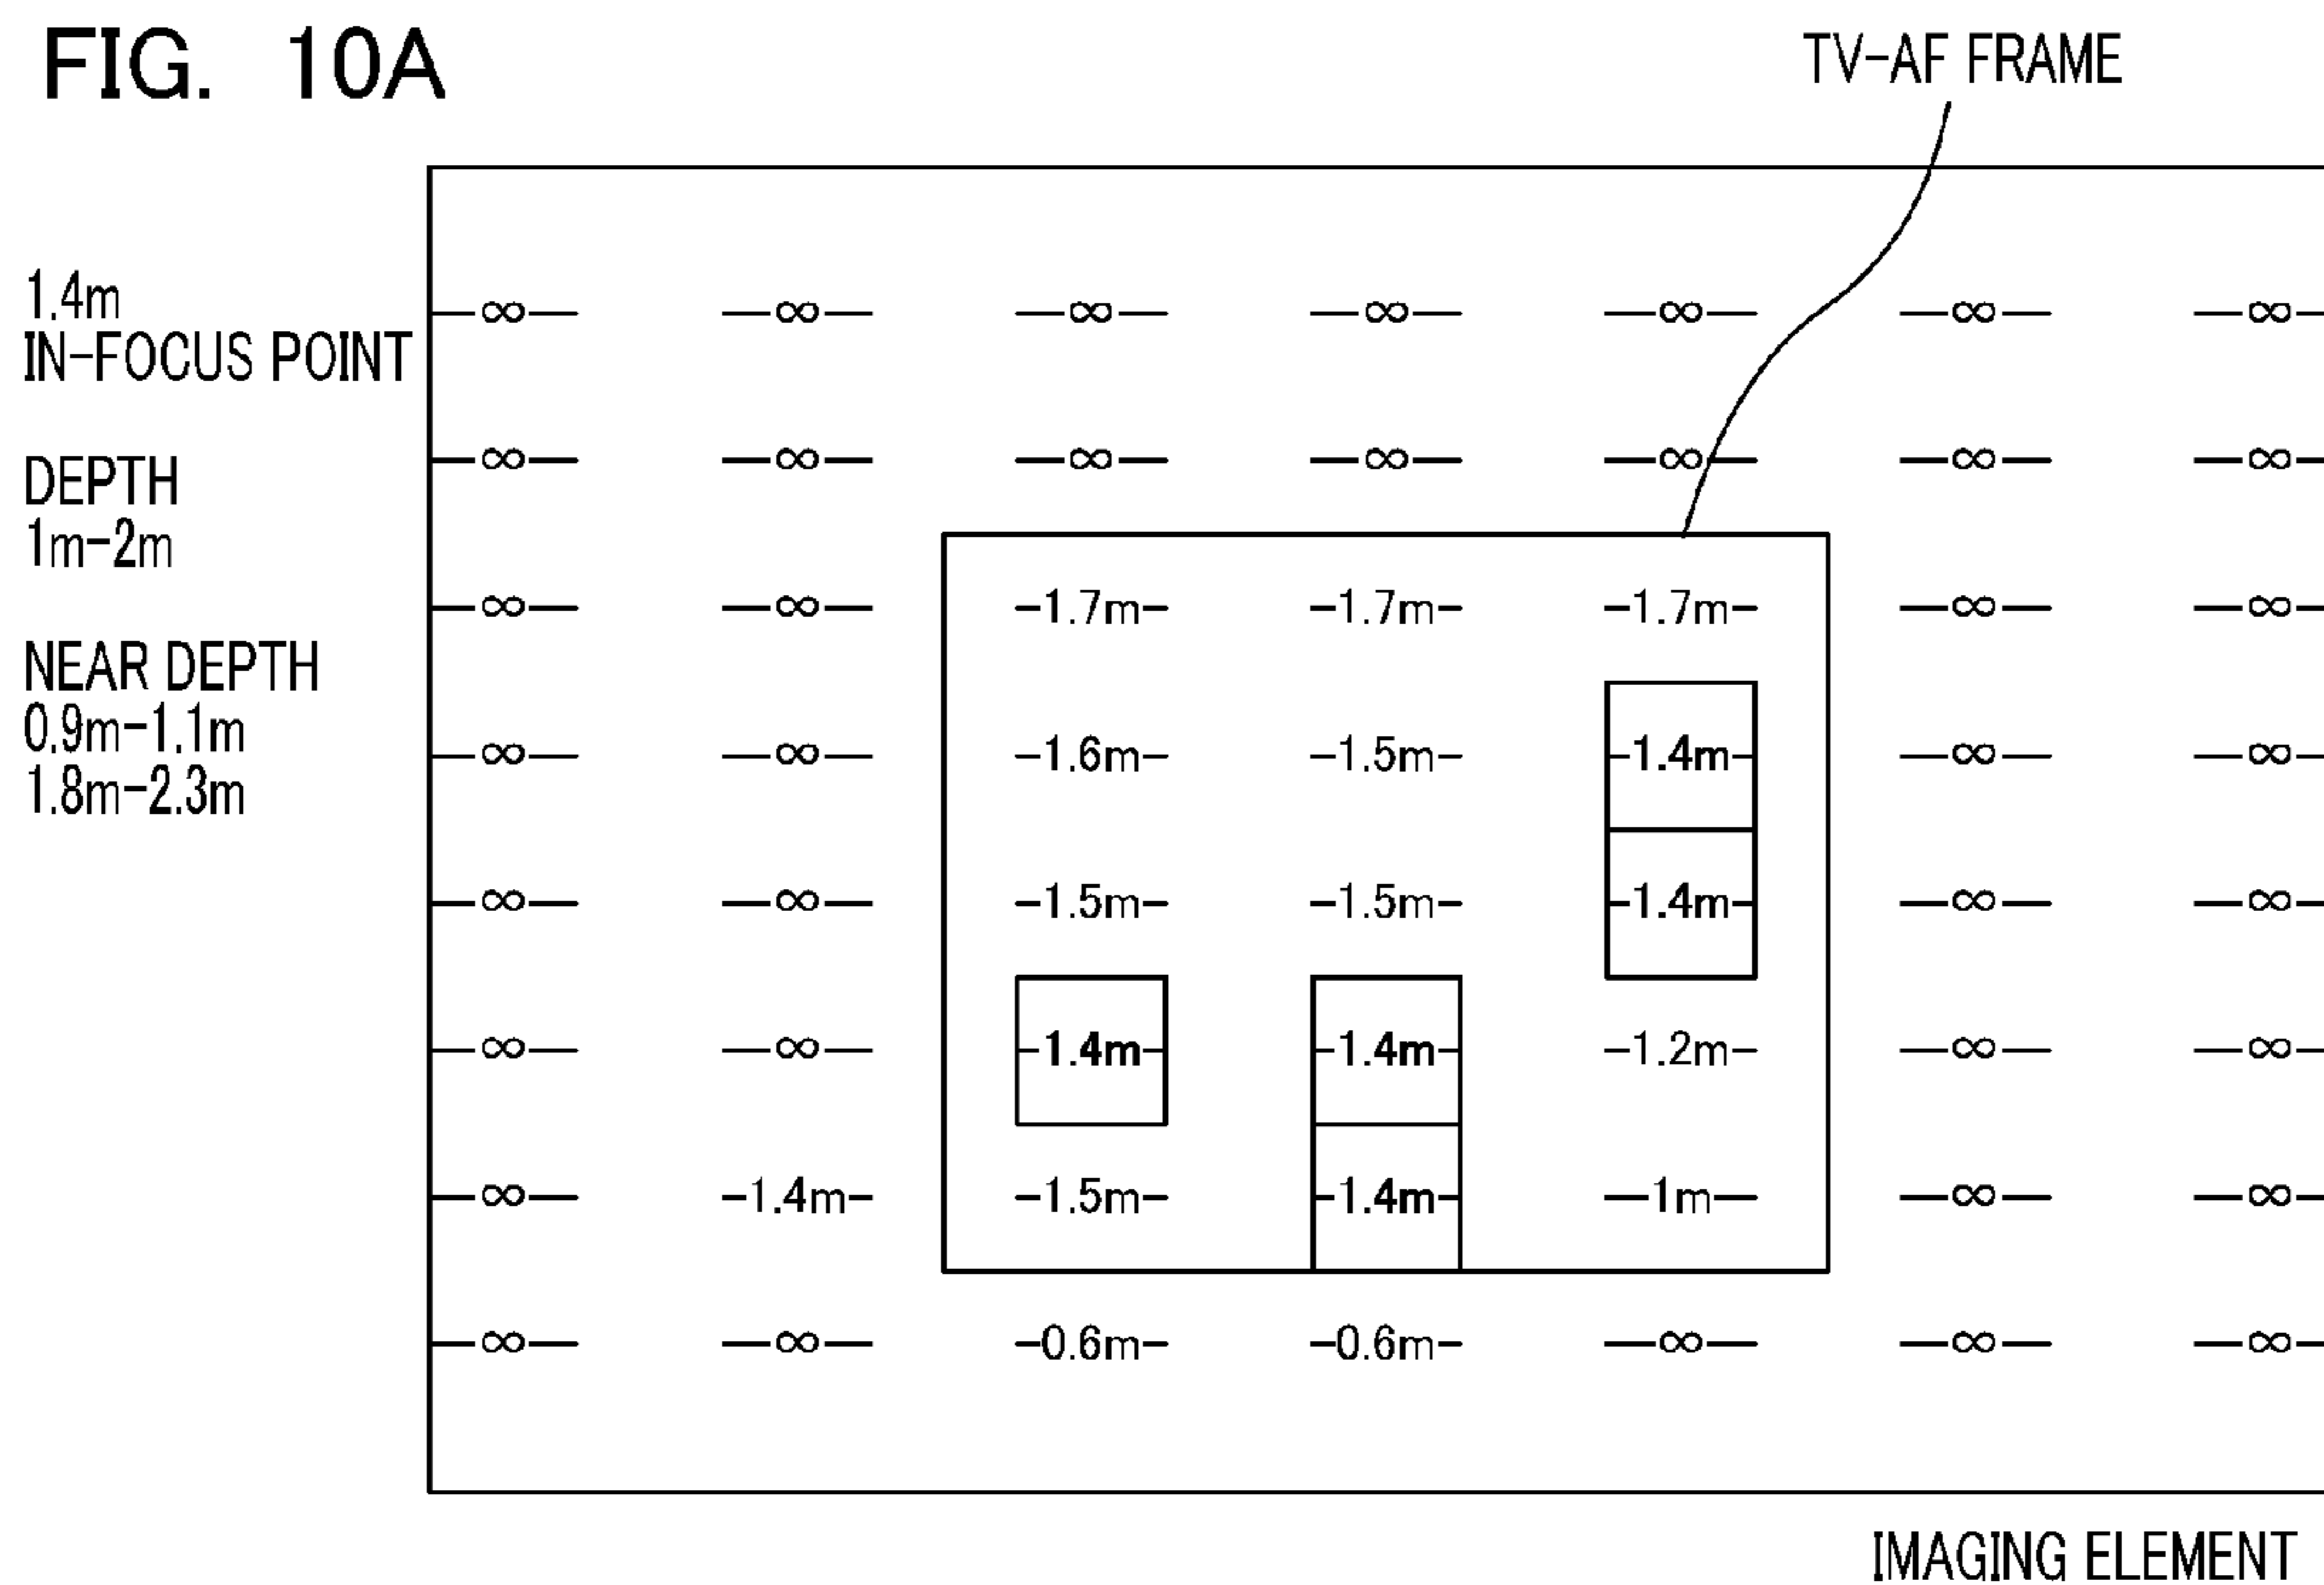 FIG. 10A
TV-AF FRAME
1.4m
IN-FOCUS POINT
DEPTH
1m-2m
NEAR DEPTH
0.9m-1.1m
1.8m-2.3m
∞ ∞ ∞ ∞ ∞ ∞ ∞
∞ ∞ ∞ ∞ ∞ ∞ ∞
∞ ∞ 1.7m 1.7m 1.7m ∞ ∞
∞ ∞ 1.6m 1.5m 1.4m ∞ ∞
∞ ∞ 1.5m 1.5m 1.4m ∞ ∞
∞ ∞ 1.4m 1.4m 1.2m ∞ ∞
∞ 1.4m 1.5m 1.4m 1m ∞ ∞
∞ ∞ 0.6m 0.6m ∞ ∞ ∞
IMAGING ELEMENT